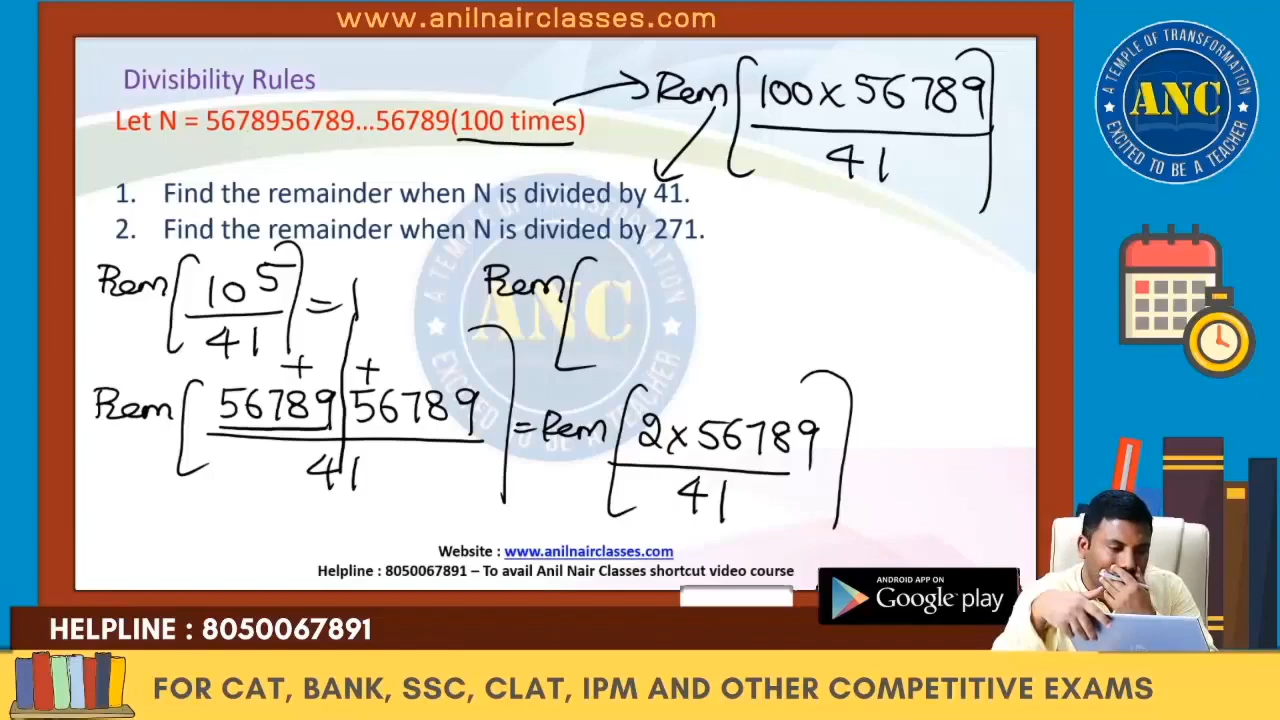 www.anilnairclasses.com
Divisibility Rules
Let N = 5678956789...56789(100 times)
Rem[100 x 56789 / 41]
1. Find the remainder when N is divided by 41.
2. Find the remainder when N is divided by 271.
Rem[10^5 / 41] = 1
Rem[
Rem[56789 | 56789 / 41] = Rem[2 x 56789 / 41]
+ +
A TEMPLE OF TRANSFORMATION
ANC
EXCITED TO BE A TEACHER
Website : www.anilnairclasses.com
Helpline : 8050067891 – To avail Anil Nair Classes shortcut video course
ANDROID APP ON
Google play
HELPLINE : 8050067891
FOR CAT, BANK, SSC, CLAT, IPM AND OTHER COMPETITIVE EXAMS